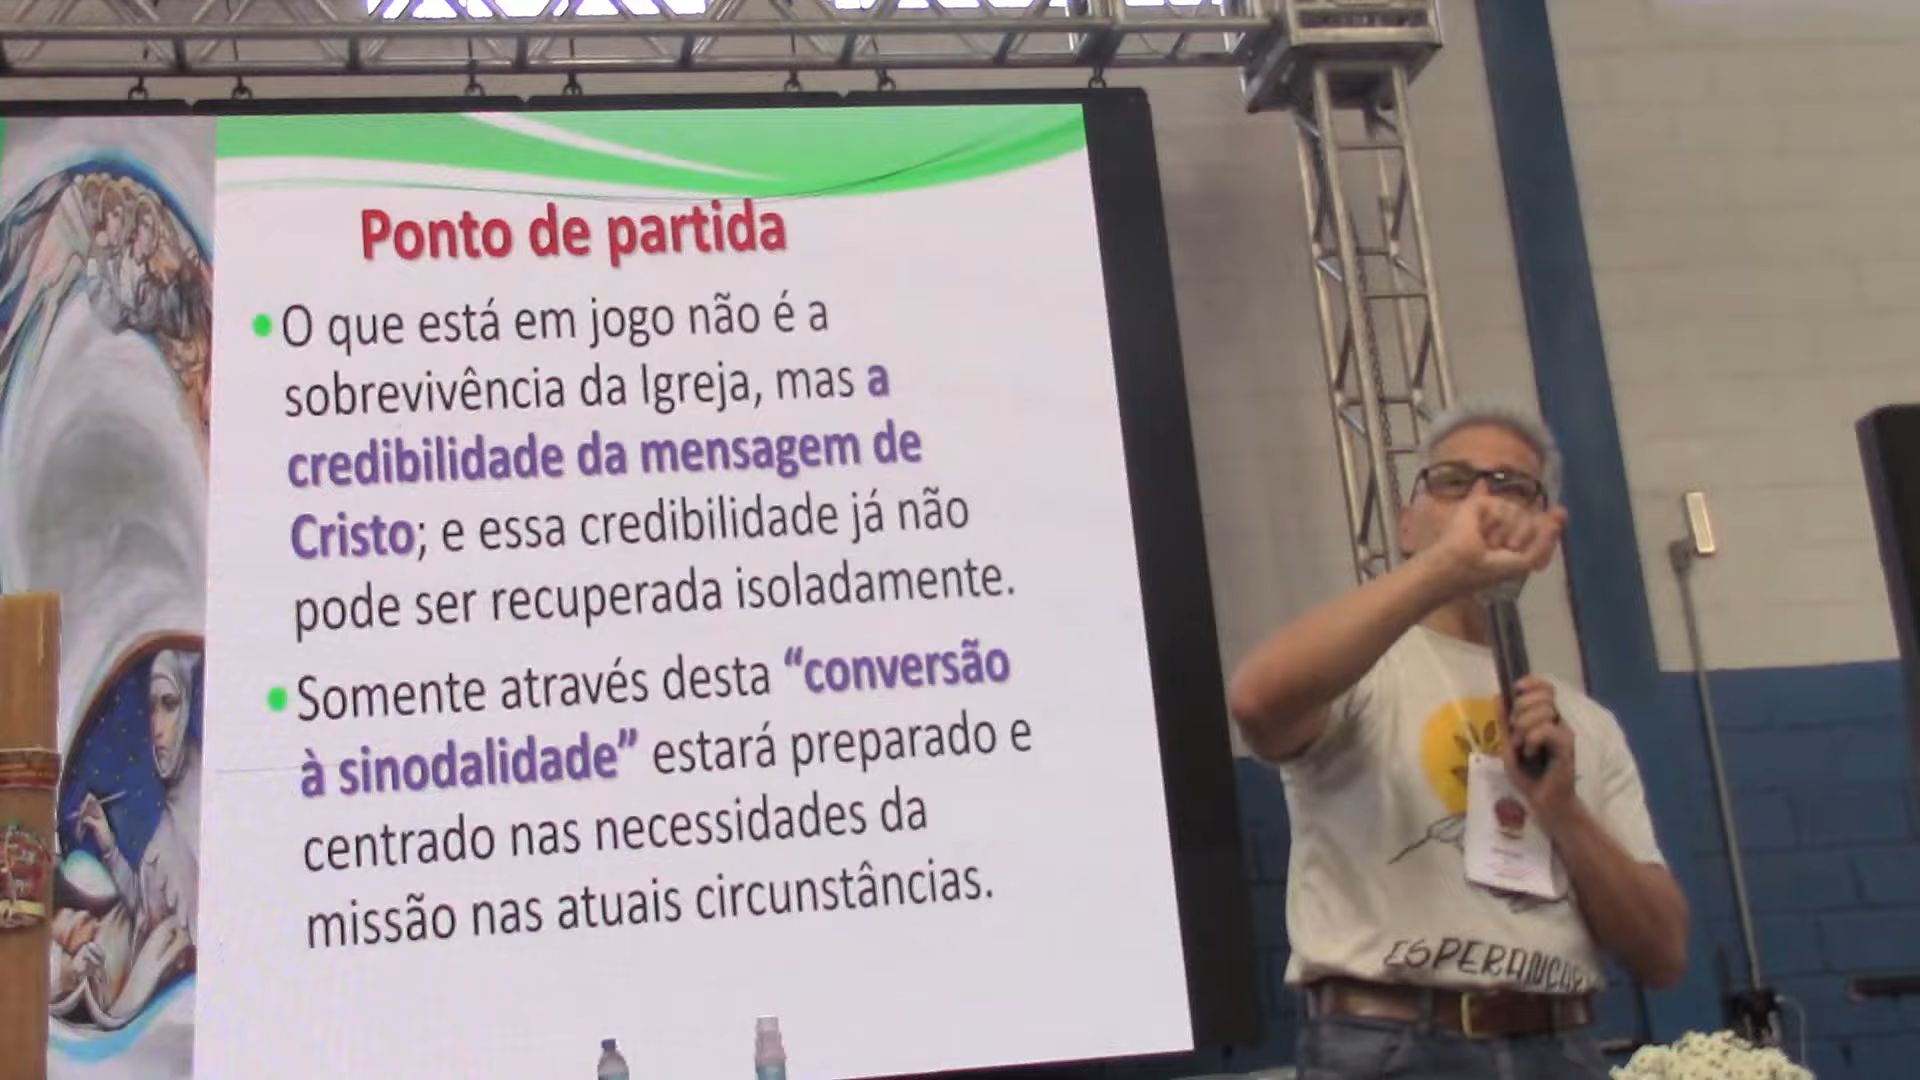 Ponto de partida
O que está em jogo não é a
sobrevivência da Igreja, mas a
credibilidade da mensagem de
Cristo; e essa credibilidade já não
pode ser recuperada isoladamente.
Somente através desta “conversão
à sinodalidade” estará preparado e
centrado nas necessidades da
missão nas atuais circunstâncias.
ESPERANÇAR